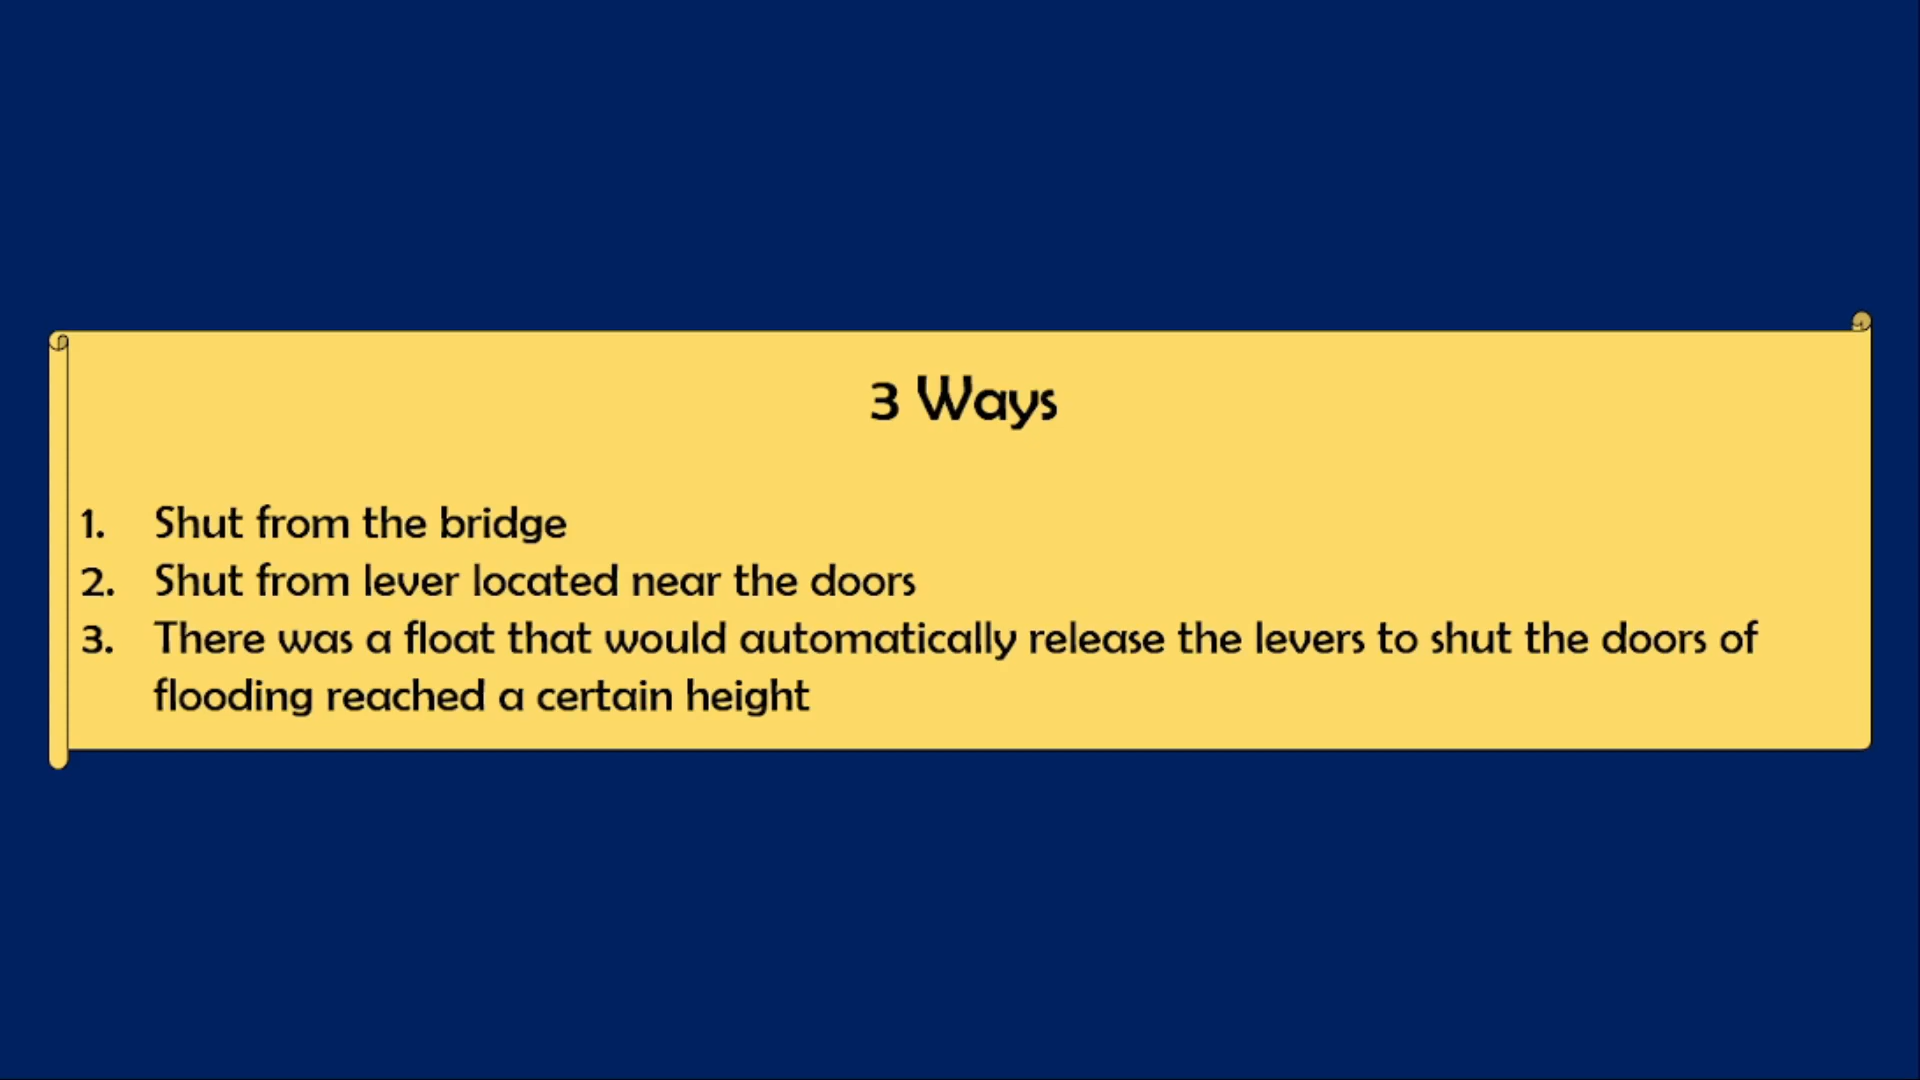 3 Ways
1. Shut from the bridge
2. Shut from lever located near the doors
3. There was a float that would automatically release the levers to shut the doors of
flooding reached a certain height